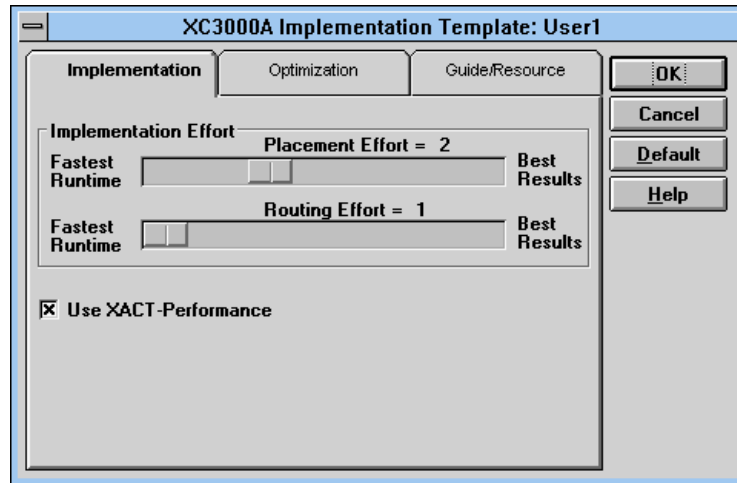 XC3000A Implementation Template: User1
Implementation
Optimization
Guide/Resource
OK
Cancel
Default
Help
Implementation Effort
Placement Effort = 2
Fastest
Runtime
Best
Results
Routing Effort = 1
Fastest
Runtime
Best
Results
Use XACT-Performance